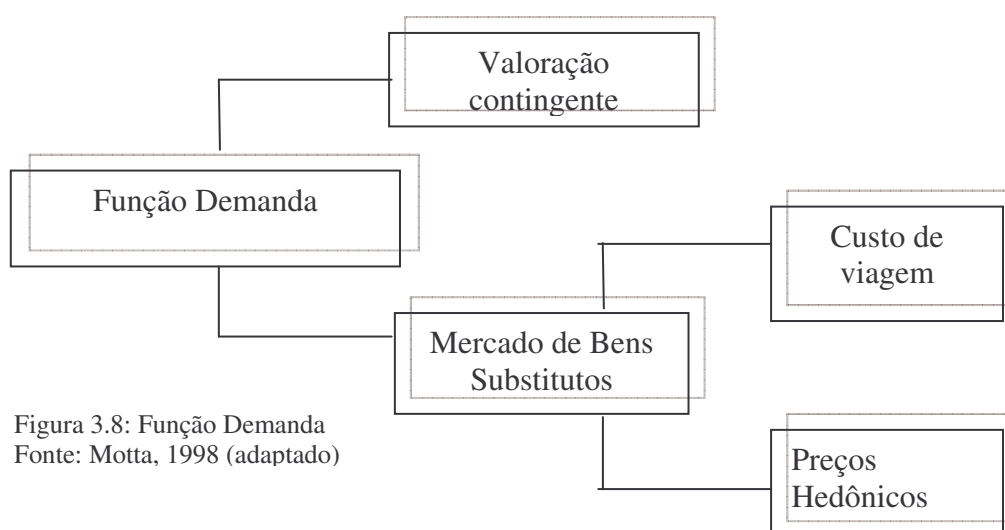 Valoração
contingente
Função Demanda
Custo de
viagem
Mercado de Bens
Substitutos
Figura 3.8: Função Demanda
Fonte: Motta, 1998 (adaptado)
Preços
Hedônicos